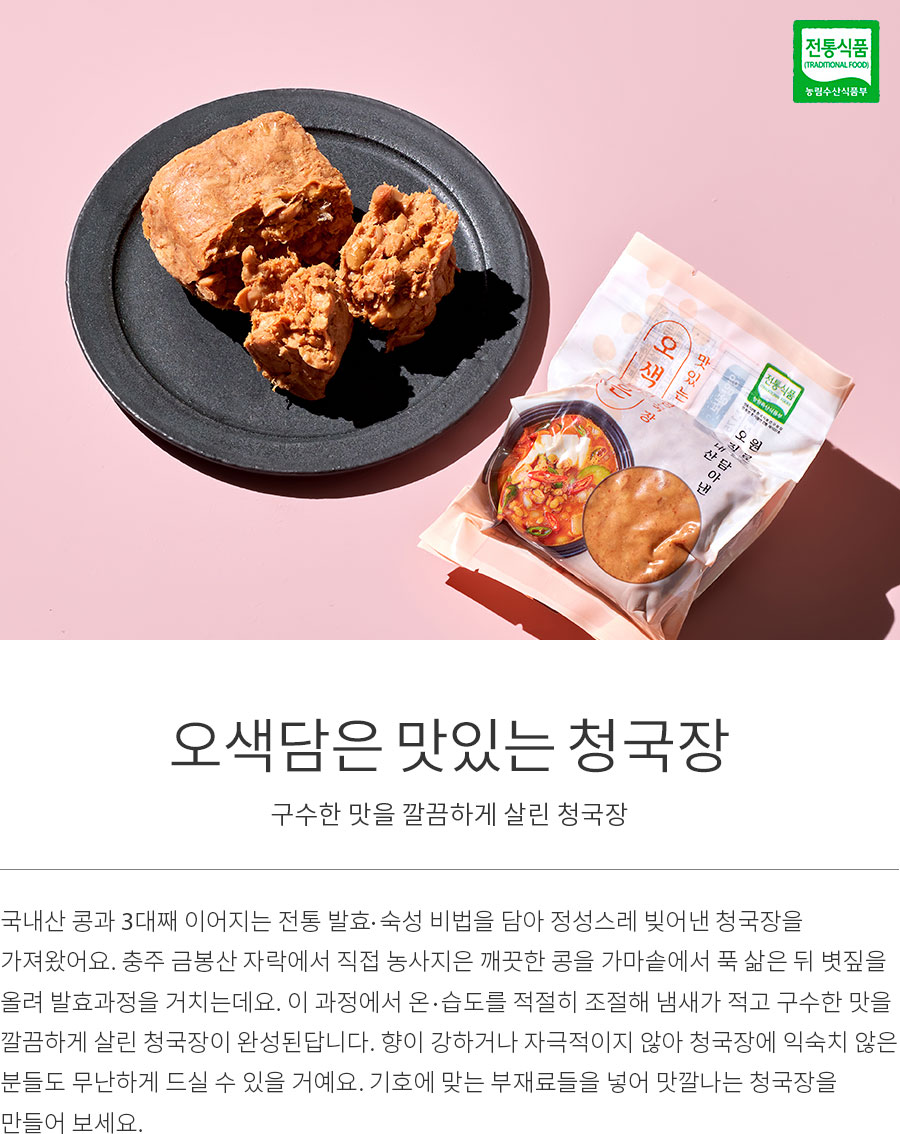 전통식품
(TRADITIONAL FOOD)
농림수산식품부
맛있는
오색
장
전통식품
농림수산식품부
담아낸
오색담은 맛있는 청국장
구수한 맛을 깔끔하게 살린 청국장
국내산 콩과 3대째 이어지는 전통 발효·숙성 비법을 담아 정성스레 빚어낸 청국장을
가져왔어요. 충주 금봉산 자락에서 직접 농사지은 깨끗한 콩을 가마솥에서 푹 삶은 뒤 볏짚을
올려 발효과정을 거치는데요. 이 과정에서 온·습도를 적절히 조절해 냄새가 적고 구수한 맛을
깔끔하게 살린 청국장이 완성된답니다. 향이 강하거나 자극적이지 않아 청국장에 익숙치 않은
분들도 무난하게 드실 수 있을 거예요. 기호에 맞는 부재료들을 넣어 맛깔나는 청국장을
만들어 보세요.